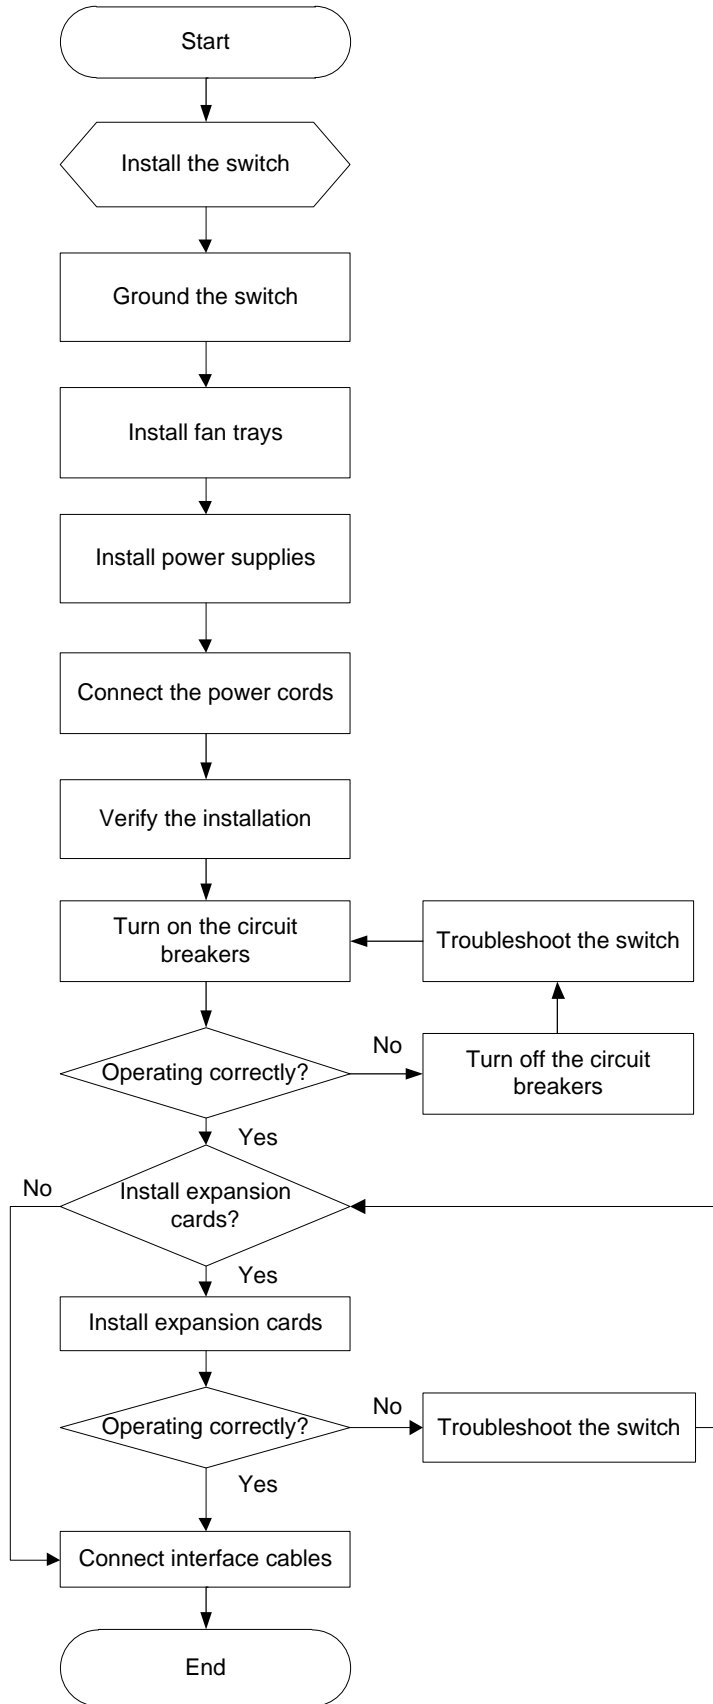 Start
Install the switch
Ground the switch
Install fan trays
Install power supplies
Connect the power cords
Verify the installation
Turn on the circuit
breakers
Troubleshoot the switch
Operating correctly?
No
Turn off the circuit
breakers
Yes
No
Install expansion
cards?
Yes
Install expansion cards
Operating correctly?
No
Troubleshoot the switch
Yes
Connect interface cables
End